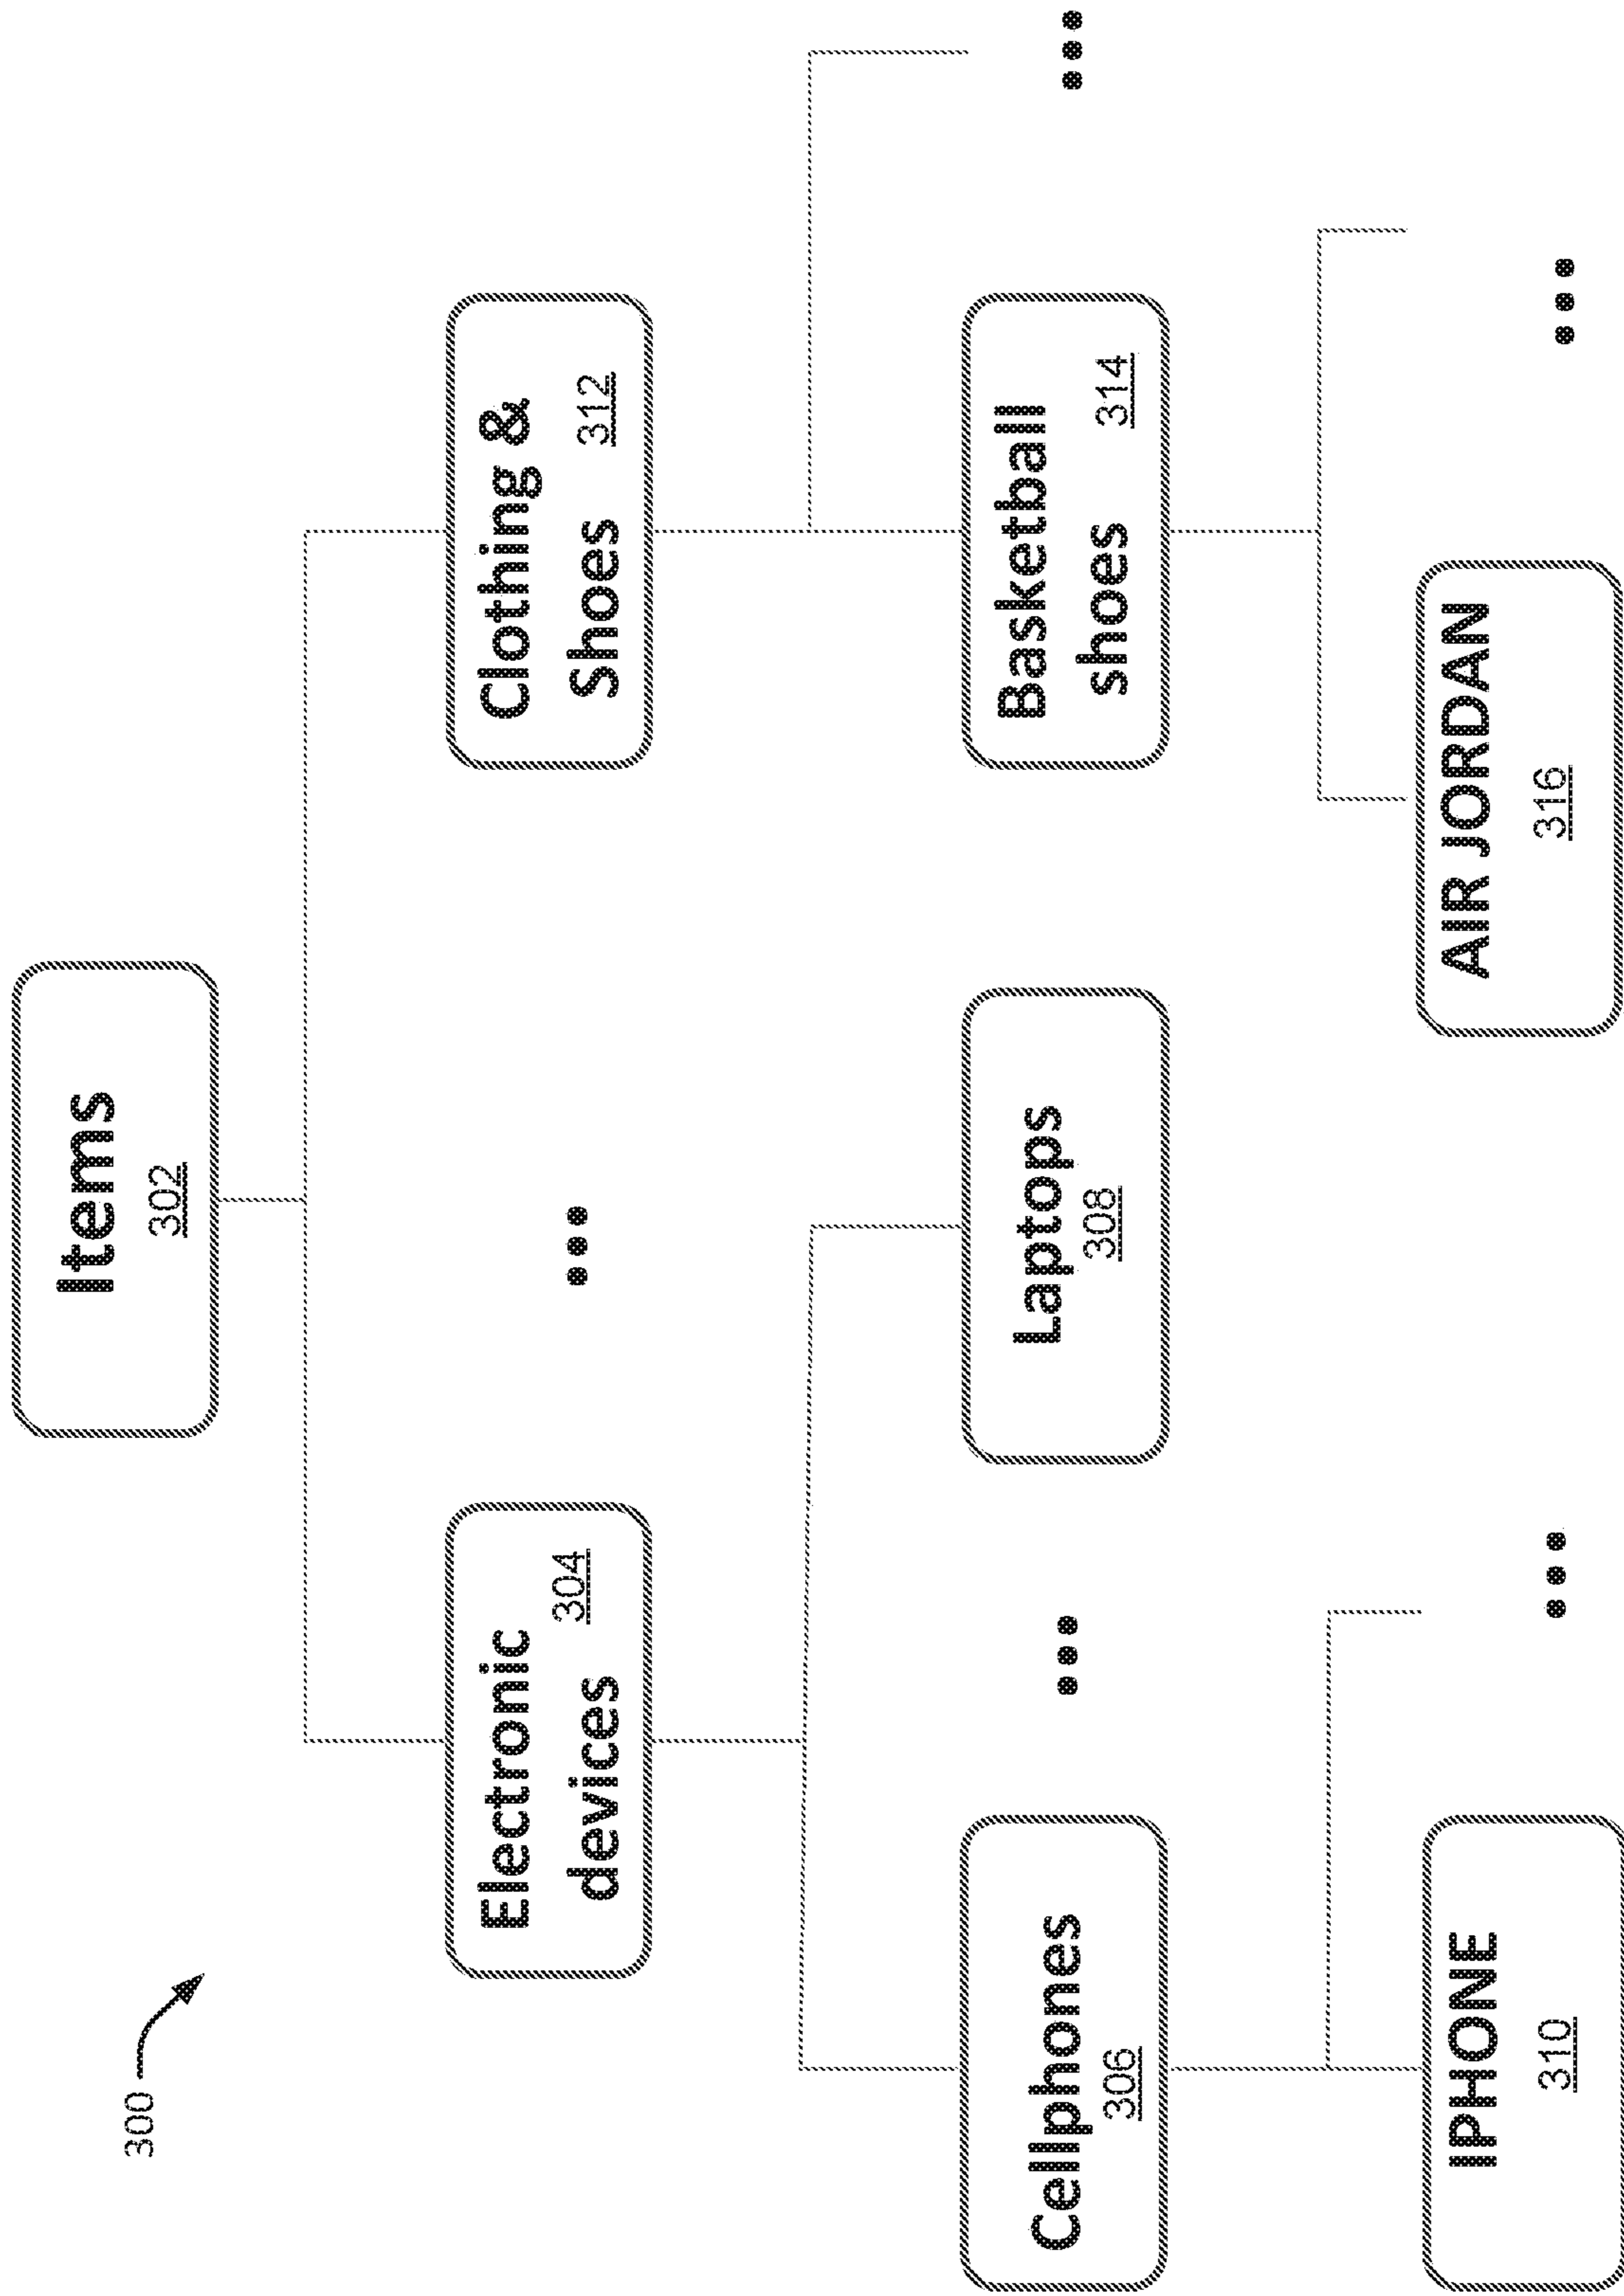 300
Items
302
Electronic
devices
304
Clothing &
Shoes
312
Cellphones
306
Laptops
308
Basketball
shoes
314
IPHONE
310
AIR JORDAN
316